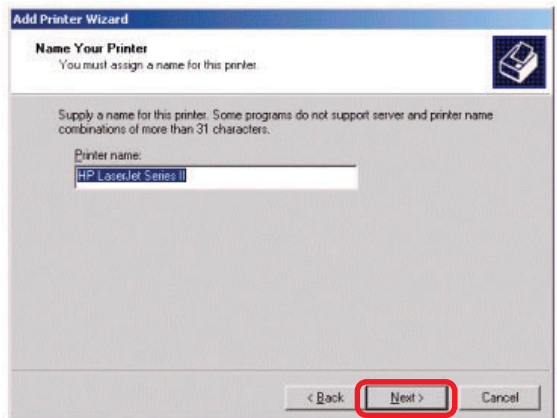 Add Printer Wizard
Name Your Printer
You must assign a name for this printer.
Supply a name for this printer. Some programs do not support server and printer name
combinations of more than 31 characters.
Printer name:
HP LaserJet Series II
< Back
Next >
Cancel